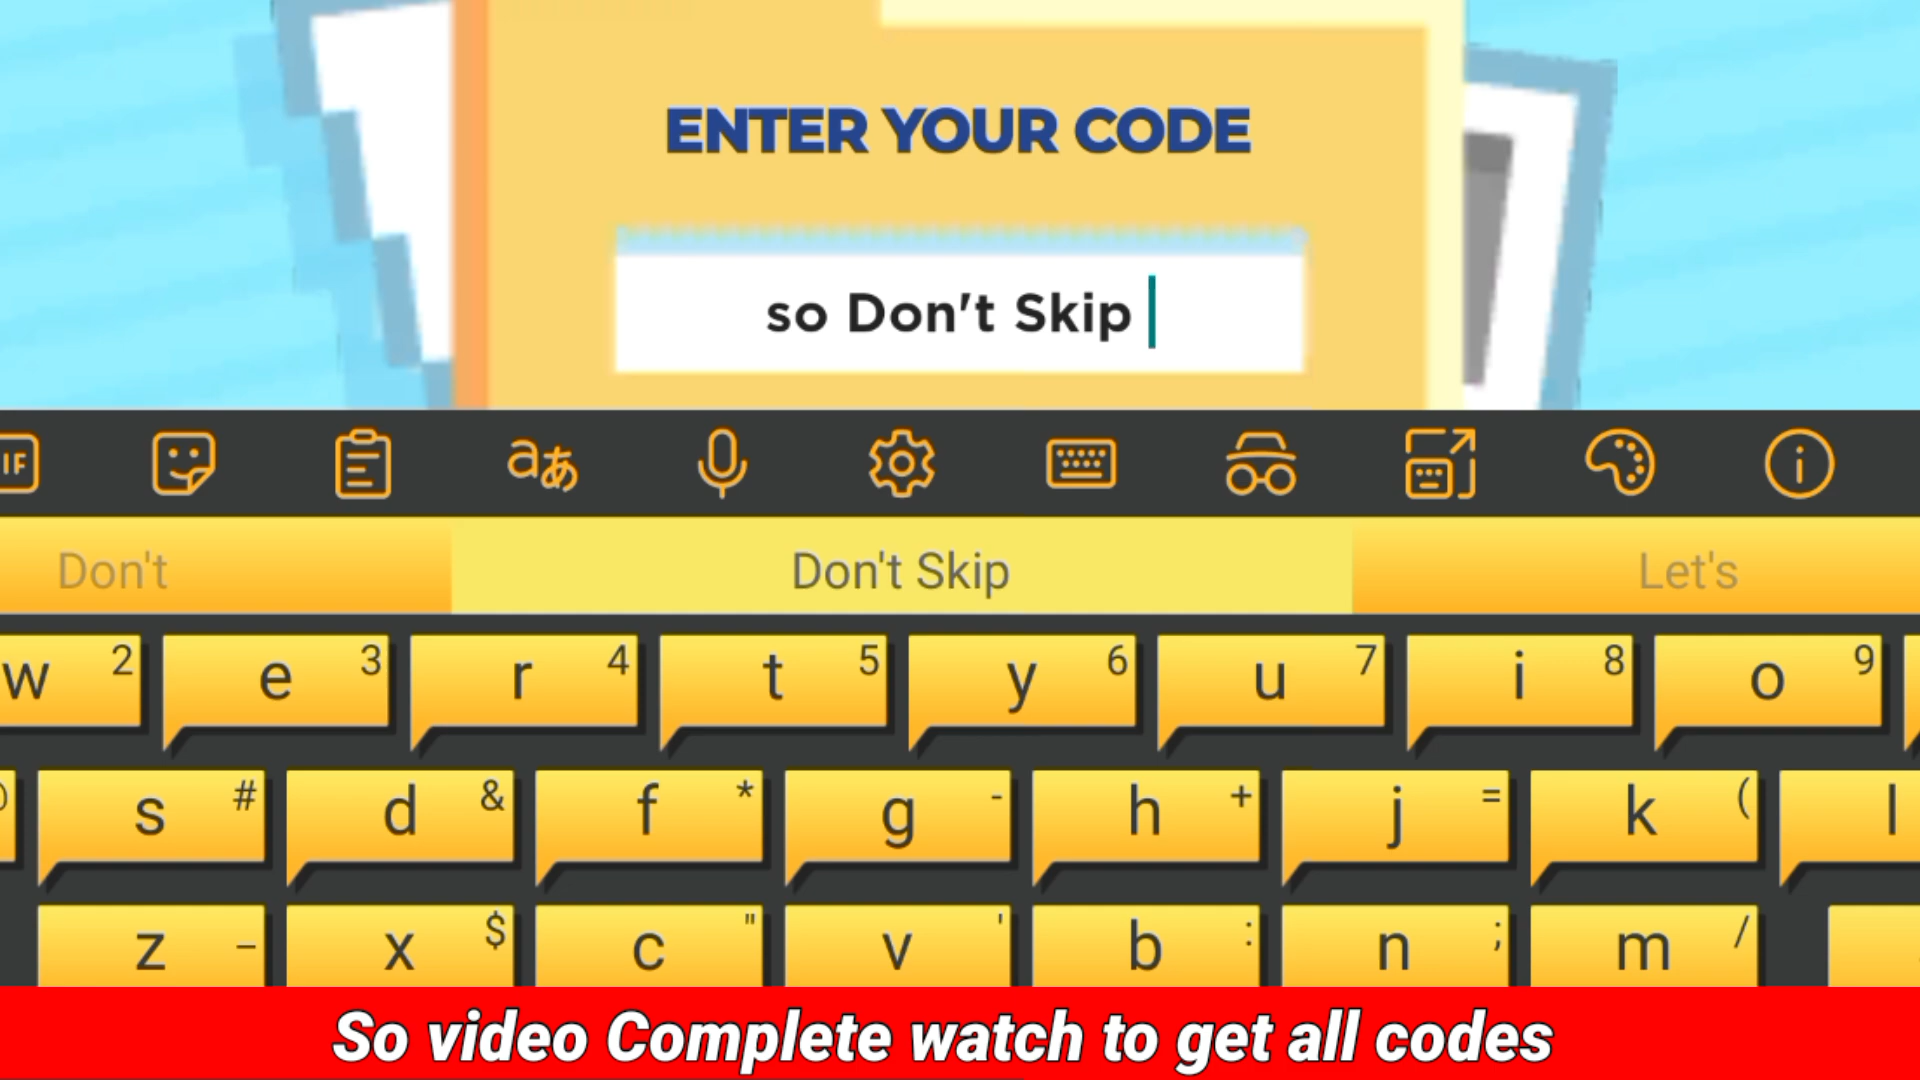 ENTER YOUR CODE
so Don't Skip
IF aあ
Don't Don't Skip Let's
w 2 e 3 r 4 t 5 y 6 u 7 i 8 o 9
s # d & f * g - h + j = k ( l
z _ x $ c " v ' b : n ; m /
So video Complete watch to get all codes